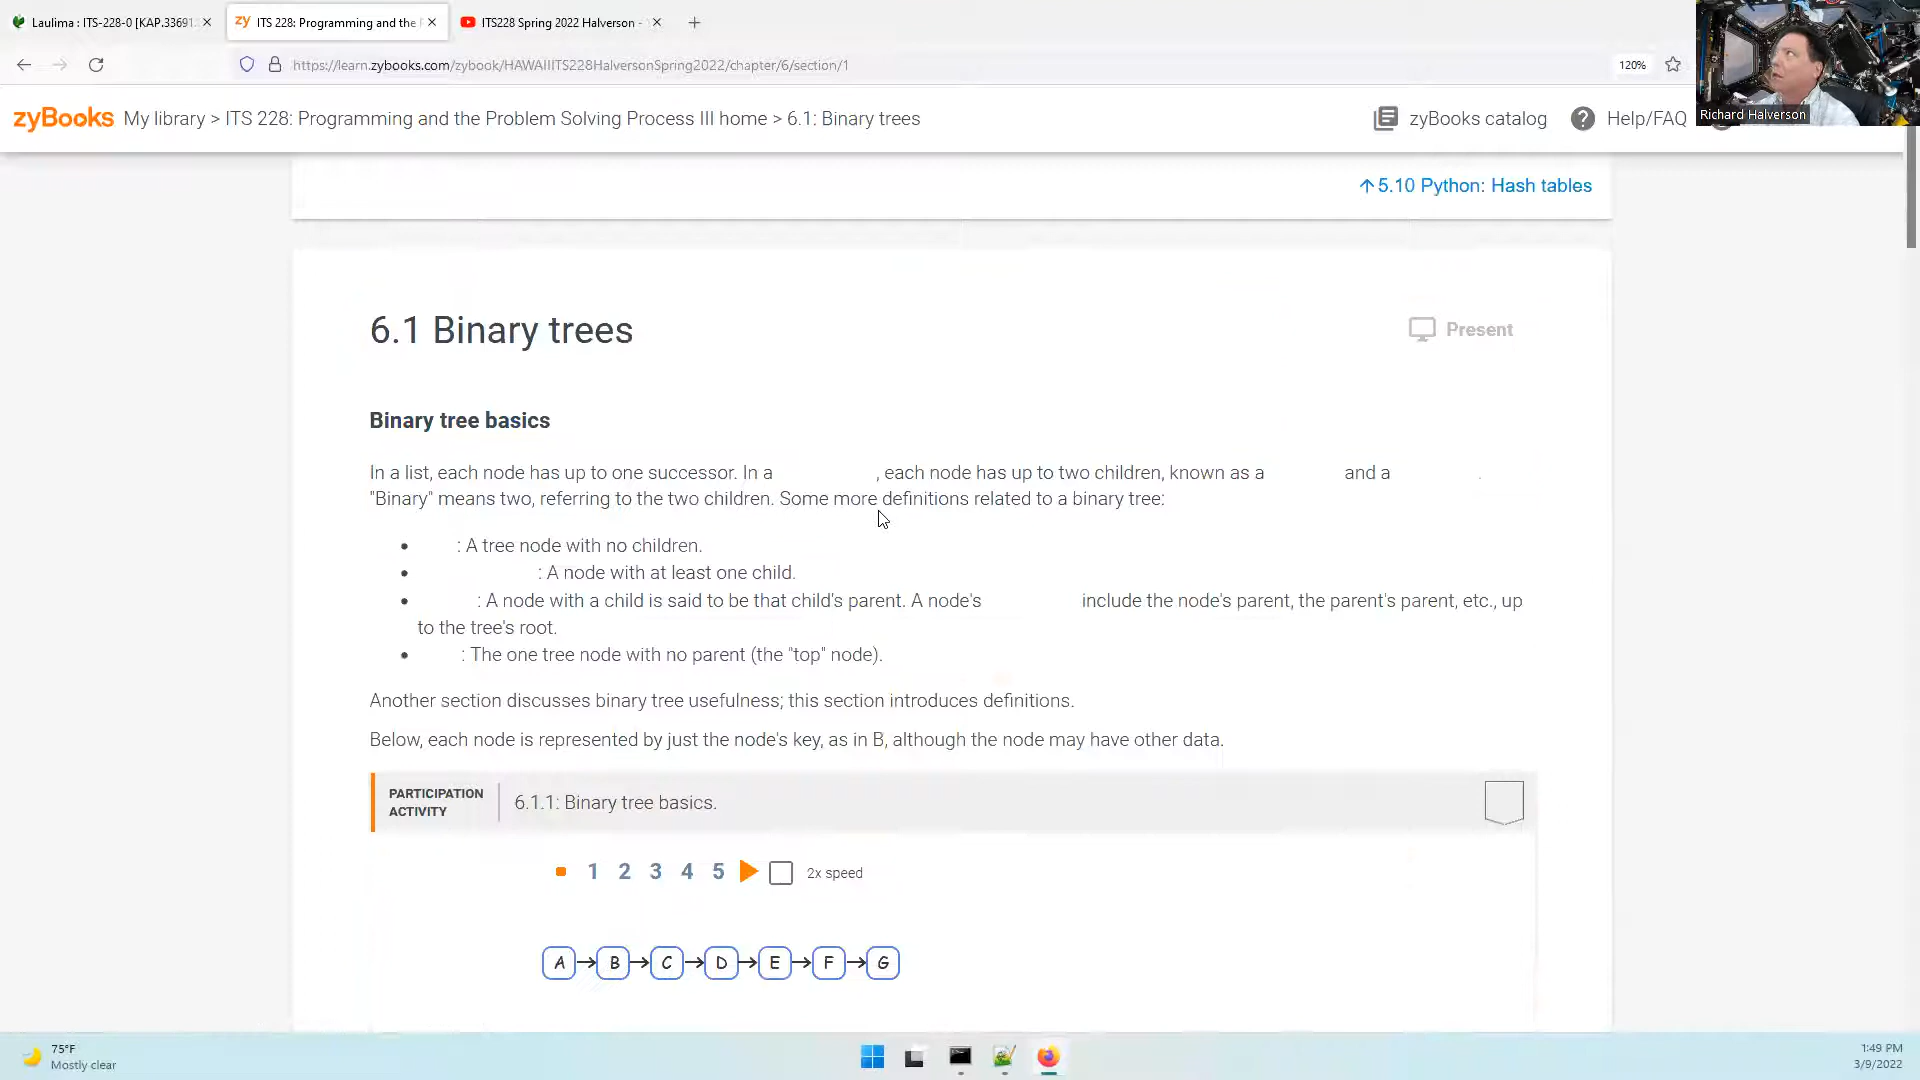 Laulima : ITS-228-0 [KAP.33691
ITS 228: Programming and the
ITS228 Spring 2022 Halverson -
https://learn.zybooks.com/zybook/HAWAIIITS228HalversonSpring2022/chapter/6/section/1
120%
Richard Halverson
zyBooks My library > ITS 228: Programming and the Problem Solving Process III home > 6.1: Binary trees
zyBooks catalog
Help/FAQ
↑5.10 Python: Hash tables
6.1 Binary trees
Present
Binary tree basics
In a list, each node has up to one successor. In a , each node has up to two children, known as a and a .
"Binary" means two, referring to the two children. Some more definitions related to a binary tree:
• : A tree node with no children.
• : A node with at least one child.
• : A node with a child is said to be that child's parent. A node's include the node's parent, the parent's parent, etc., up
to the tree's root.
• : The one tree node with no parent (the "top" node).
Another section discusses binary tree usefulness; this section introduces definitions.
Below, each node is represented by just the node's key, as in B, although the node may have other data.
PARTICIPATION
ACTIVITY
6.1.1: Binary tree basics.
1 2 3 4 5 2x speed
A → B → C → D → E → F → G
75°F
Mostly clear
1:49 PM
3/9/2022